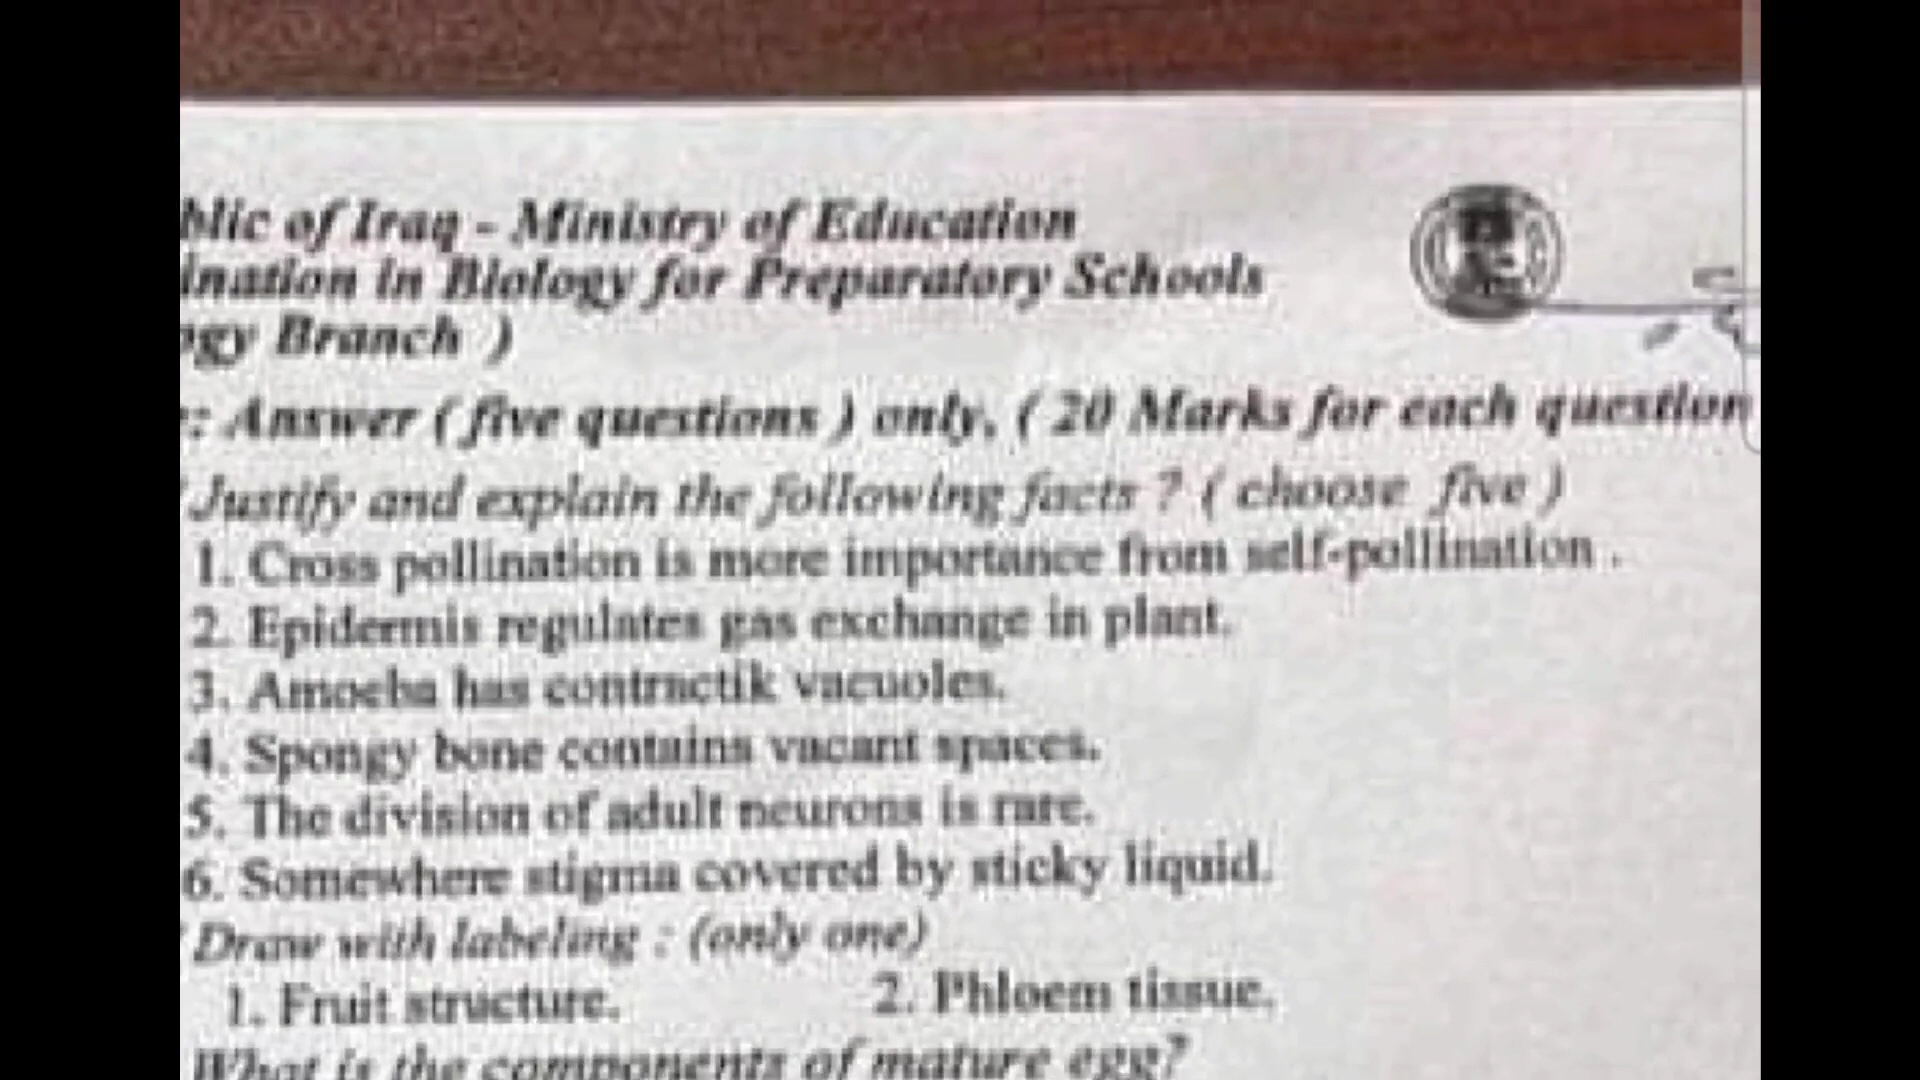 blic of Iraq - Ministry of Education
ination in Biology for Preparatory Schools
ogy Branch )
: Answer ( five questions ) only. ( 20 Marks for each question
Justify and explain the following facts ? ( choose five )
1. Cross pollination is more importance from self-pollination .
2. Epidermis regulates gas exchange in plant.
3. Amoeba has contractik vacuoles.
4. Spongy bone contains vacant spaces.
5. The division of adult neurons is rare.
6. Somewhere stigma covered by sticky liquid.
Draw with labeling : (only one)
1. Fruit structure. 2. Phloem tissue.
What is the components of mature egg?